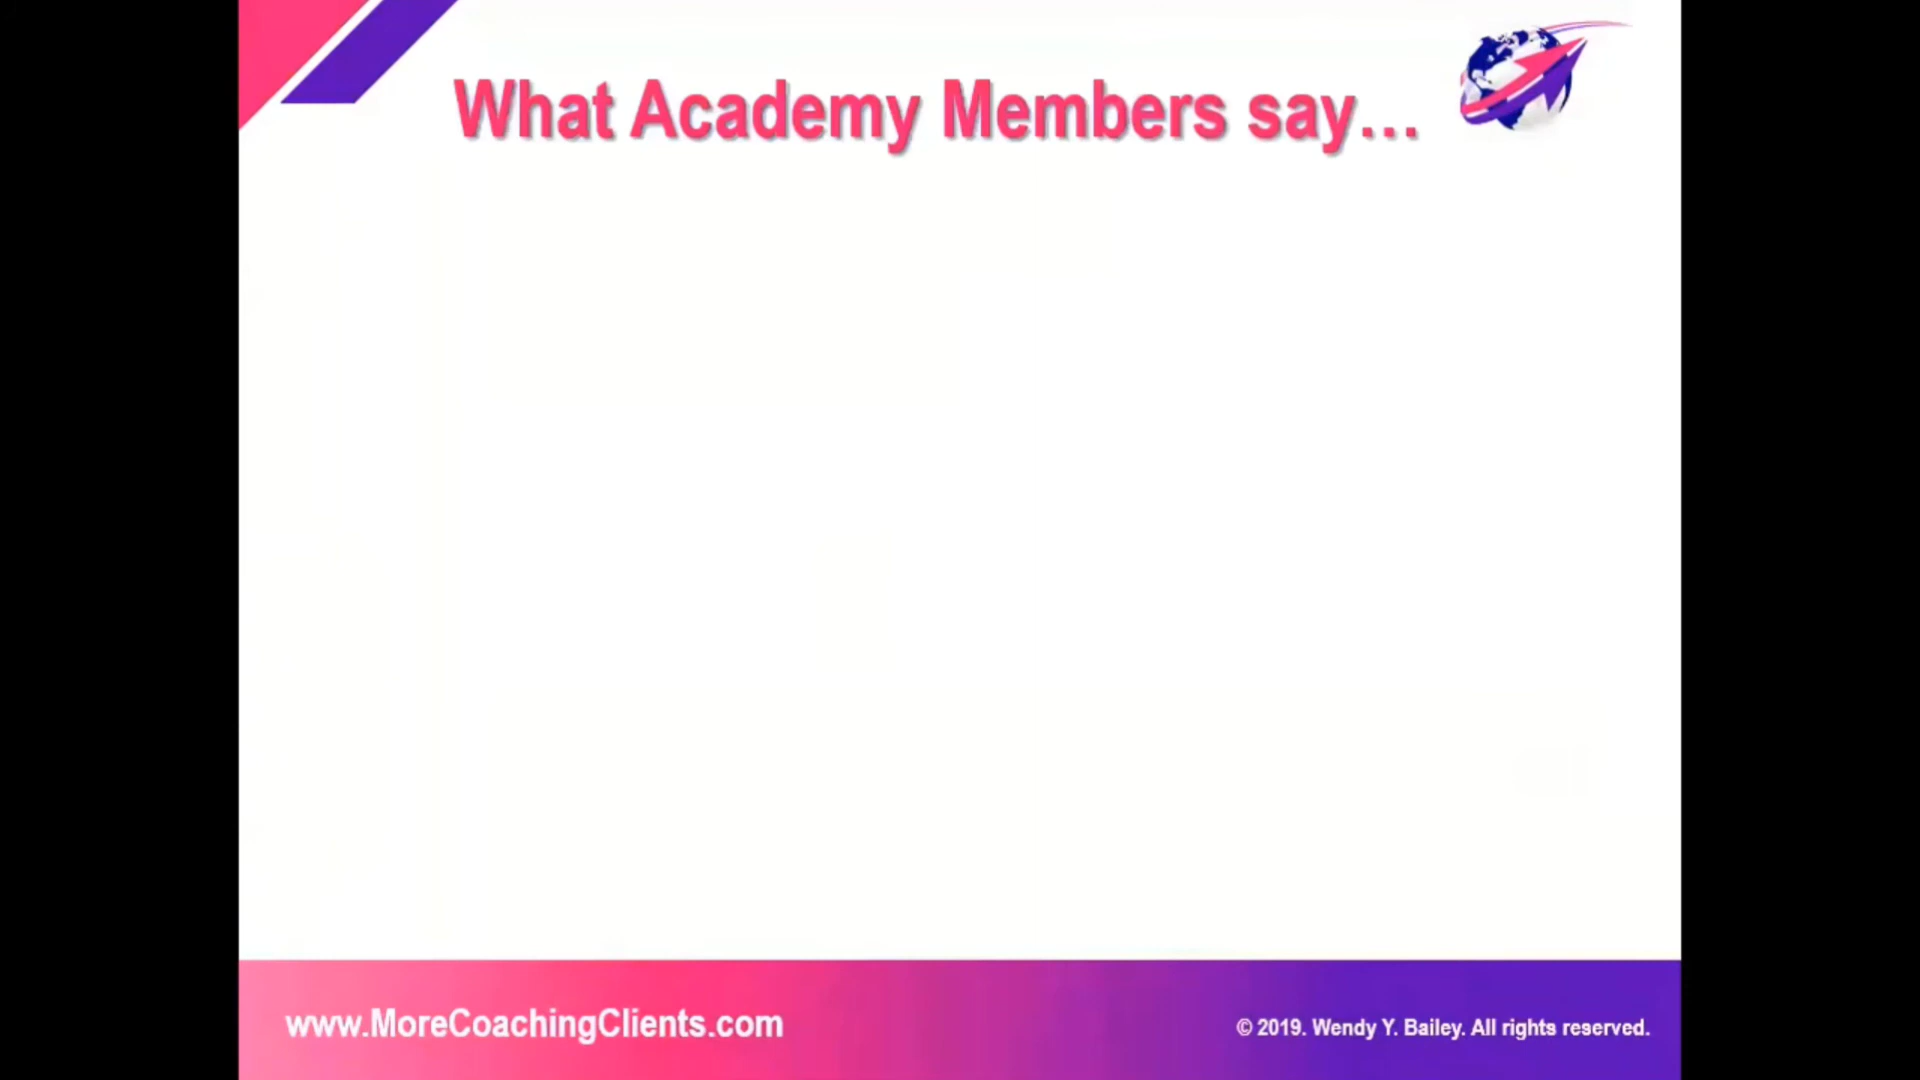 What Academy Members say...
www.MoreCoachingClients.com
© 2019. Wendy Y. Bailey. All rights reserved.